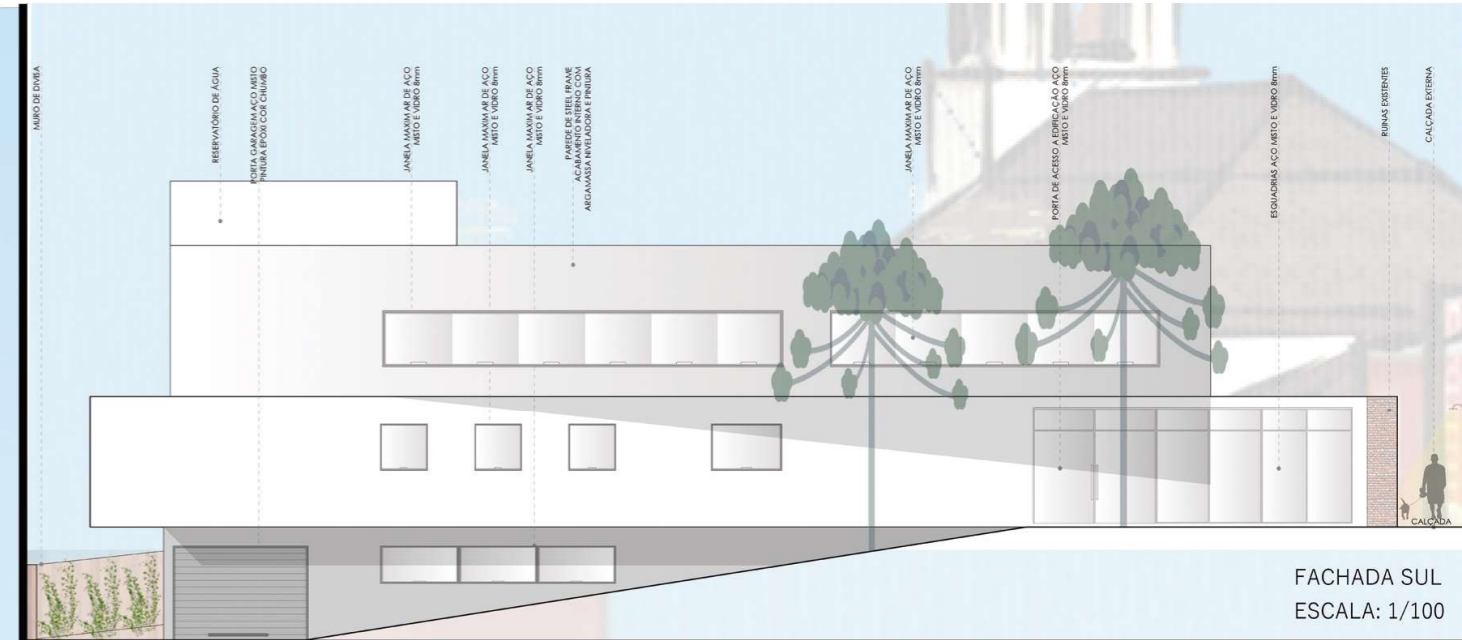 MURO DE DIVISA
RESERVATÓRIO DE ÁGUA
PORTA GARAGEM AÇO MISTO
PINTURA EPÓXI COR CHUMBO
JANELA MAXIM AR DE AÇO
MISTO E VIDRO 8mm
JANELA MAXIM AR DE AÇO
MISTO E VIDRO 8mm
JANELA MAXIM AR DE AÇO
MISTO E VIDRO 8mm
PAREDE DE STEEL FRAME
ACABAMENTO INTERNO COM
ARGAMASSA NIVELADORA E PINTURA
JANELA MAXIM AR DE AÇO
MISTO E VIDRO 8mm
PORTA DE ACESSO A EDIFICAÇÃO AÇO
MISTO E VIDRO 8mm
ESQUADRIAS AÇO MISTO E VIDRO 8mm
RUINAS EXISTENTES
CALÇADA EXTERNA
CALÇADA
FACHADA SUL
ESCALA: 1/100